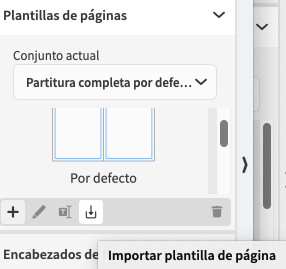 Plantillas de páginas
Conjunto actual
Partitura completa por defe...
Por defecto
Encabezados de
Importar plantilla de página